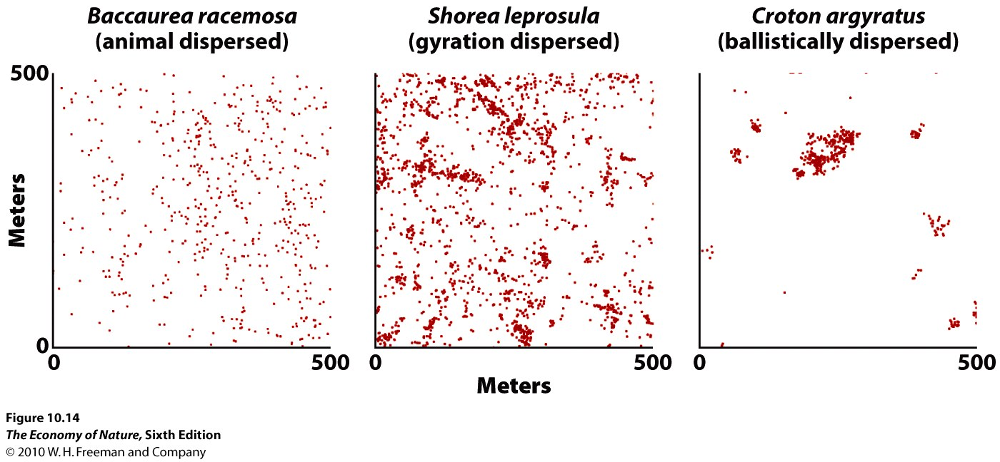 Baccaurea racemosa
(animal dispersed)
Shorea leprosula
(gyration dispersed)
Croton argyratus
(ballistically dispersed)
500
Meters
0
0
500
0
500
0
500
Meters
Figure 10.14
The Economy of Nature, Sixth Edition
© 2010 W. H. Freeman and Company